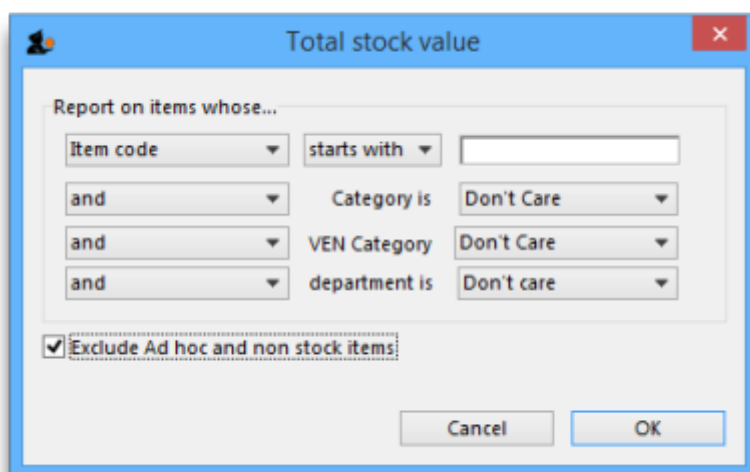 Total stock value
Report on items whose...
Item code starts with
and Category is Don't Care
and VEN Category Don't Care
and department is Don't care
Exclude Ad hoc and non stock items
Cancel OK